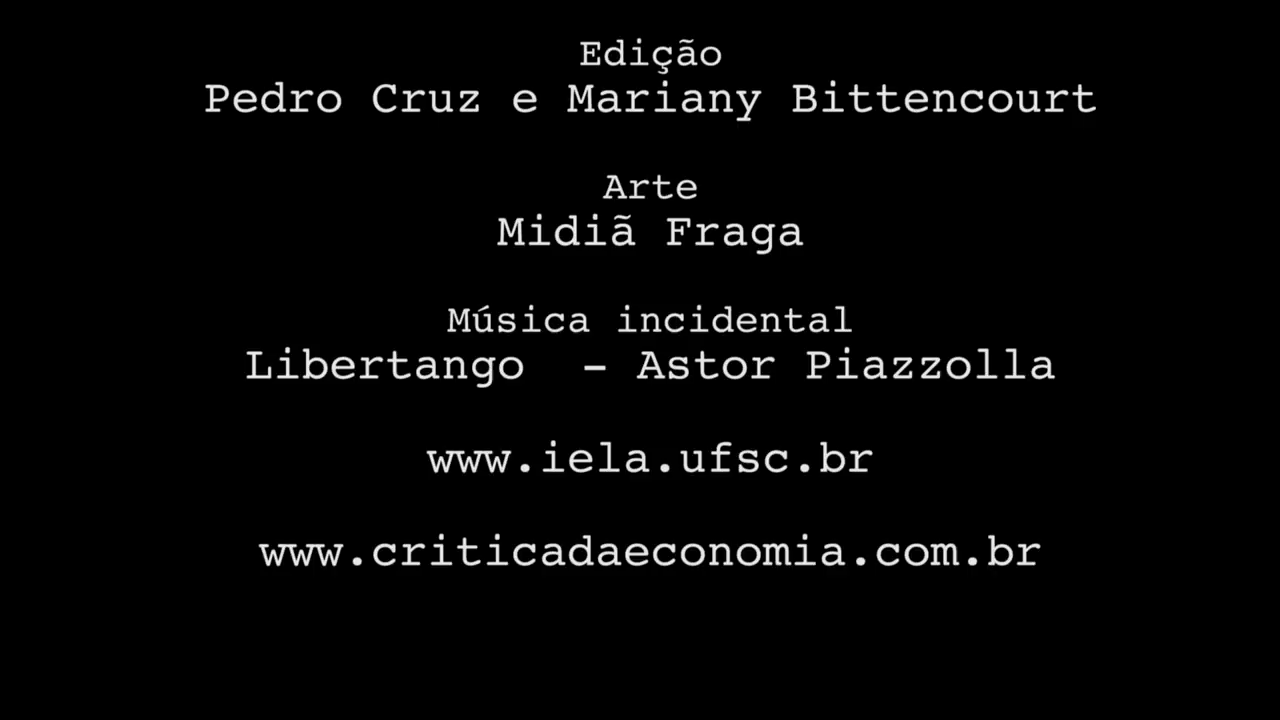 Edição
Pedro Cruz e Mariany Bittencourt
Arte
Midiã Fraga
Música incidental
Libertango  - Astor Piazzolla
www.iela.ufsc.br
www.criticadaeconomia.com.br